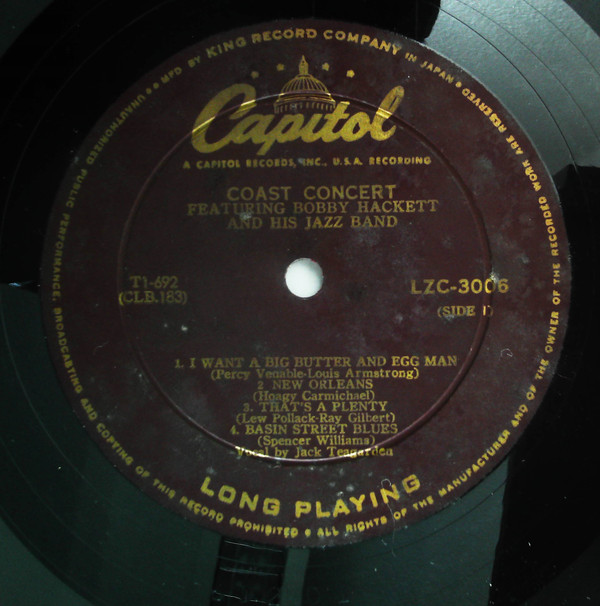 MFD BY KING RECORD COMPANY IN JAPAN • UNAUTHORIZED PUBLIC PERFORMANCE, BROADCASTING AND COPYING OF THIS RECORD PROHIBITED • ALL RIGHTS OF THE MANUFACTURER AND OF THE OWNER OF THE RECORDED WORK ARE RESERVED •
Capitol
A CAPITOL RECORDS, INC., U.S.A. RECORDING
COAST CONCERT
FEATURING BOBBY HACKETT
AND HIS JAZZ BAND
T1-692
(CLB.183)
LZC-3006
(SIDE 1)
1. I WANT A BIG BUTTER AND EGG MAN
(Percy Venable-Louis Armstrong)
2 NEW ORLEANS
(Hoagy Carmichael)
3. THAT'S A PLENTY
(Lew Pollack-Ray Gilbert)
4. BASIN STREET BLUES
(Spencer Williams)
Vocal by Jack Teagarden
LONG PLAYING